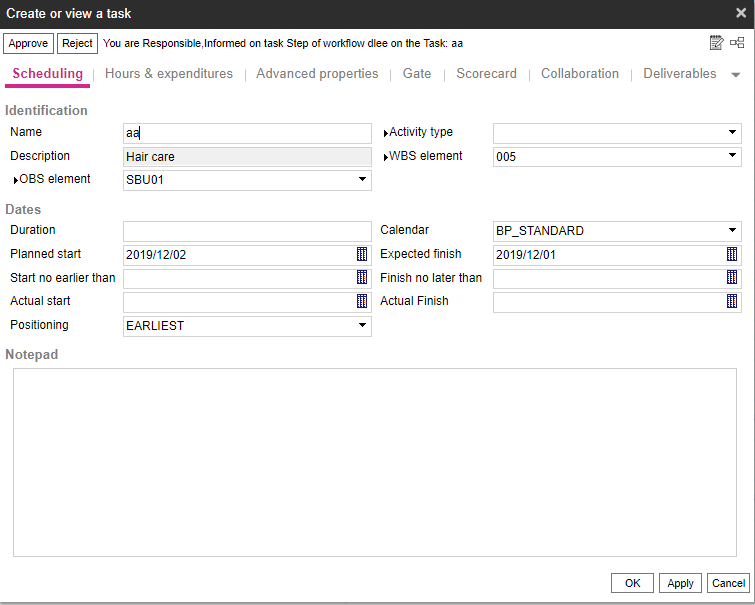 Create or view a task
Approve Reject You are Responsible,Informed on task Step of workflow dlee on the Task: aa
Scheduling Hours & expenditures Advanced properties Gate Scorecard Collaboration Deliverables
Identification
Name aa Activity type
Description Hair care WBS element 005
OBS element SBU01
Dates
Duration Calendar BP_STANDARD
Planned start 2019/12/02 Expected finish 2019/12/01
Start no earlier than Finish no later than
Actual start Actual Finish
Positioning EARLIEST
Notepad
OK Apply Cancel